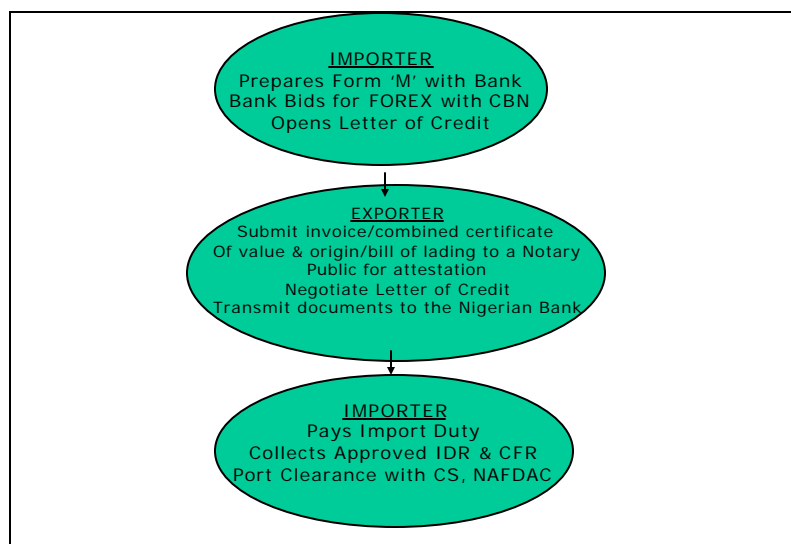 IMPORTER
Prepares Form ‘M’ with Bank
Bank Bids for FOREX with CBN
Opens Letter of Credit
EXPORTER
Submit invoice/combined certificate
Of value & origin/bill of lading to a Notary
Public for attestation
Negotiate Letter of Credit
Transmit documents to the Nigerian Bank
IMPORTER
Pays Import Duty
Collects Approved IDR & CFR
Port Clearance with CS, NAFDAC